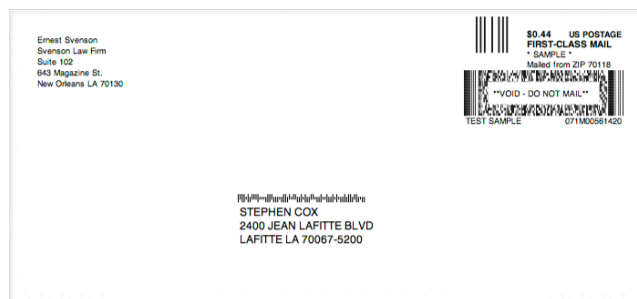 Ernest Svenson
Svenson Law Firm
Suite 102
643 Magazine St.
New Orleans LA 70130
$0.44 US POSTAGE
FIRST-CLASS MAIL
* SAMPLE *
Mailed from ZIP 70118
**VOID - DO NOT MAIL**
TEST SAMPLE 071M00561420
STEPHEN COX
2400 JEAN LAFITTE BLVD
LAFITTE LA 70067-5200